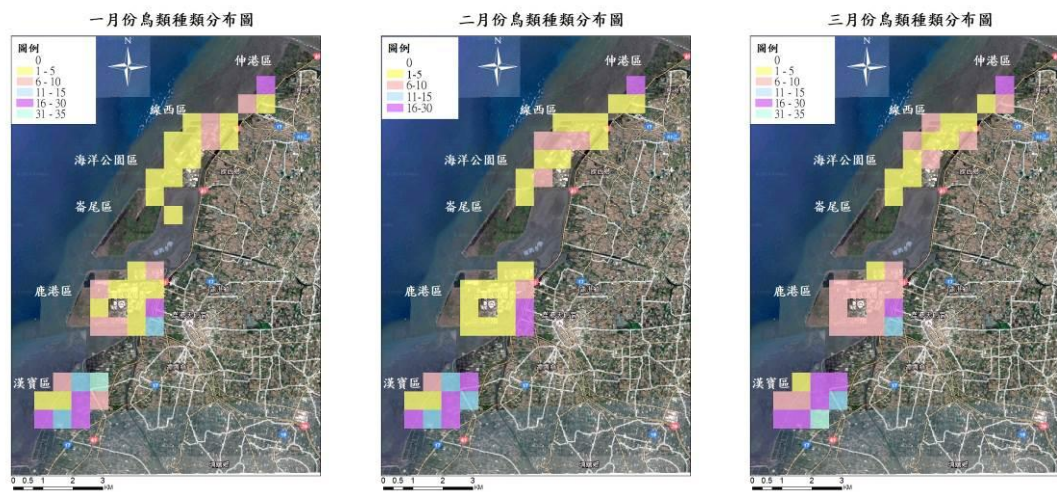 一月份鳥類種類分布圖
圖例
0
1 - 5
6 - 10
11 - 15
16 - 30
31 - 35
N
伸港區
線西區
海洋公園區
崙尾區
鹿港區
漢寶區
0 0.5 1 2 3
KM
二月份鳥類種類分布圖
圖例
0
1-5
6-10
11-15
16-30
N
伸港區
線西區
海洋公園區
崙尾區
鹿港區
漢寶區
0 0.5 1 2 3
KM
三月份鳥類種類分布圖
圖例
0
1 - 5
6 - 10
11 - 15
16 - 30
31 - 35
N
伸港區
線西區
海洋公園區
崙尾區
鹿港區
漢寶區
0 0.5 1 2 3
KM